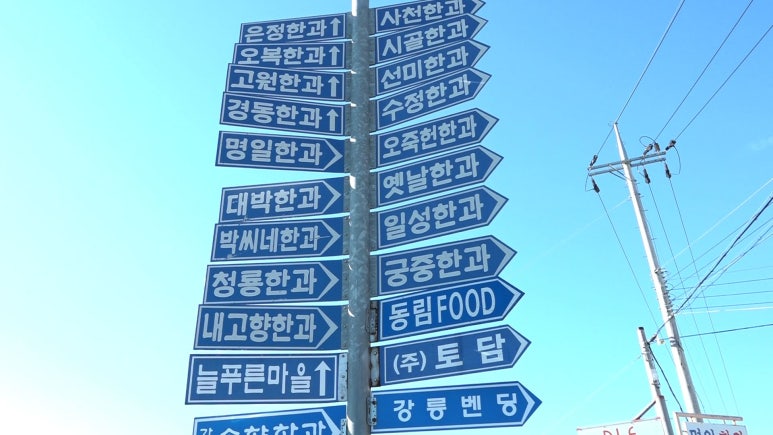 은정한과↑
오복한과↑
고원한과↑
경동한과↑
명일한과
대박한과
박씨네한과
청룡한과
내고향한과
늘푸른마을↑
사천한과
시골한과
선미한과
수정한과
오죽헌한과
옛날한과
일성한과
궁중한과
동림FOOD
(주)토담
강릉벤딩